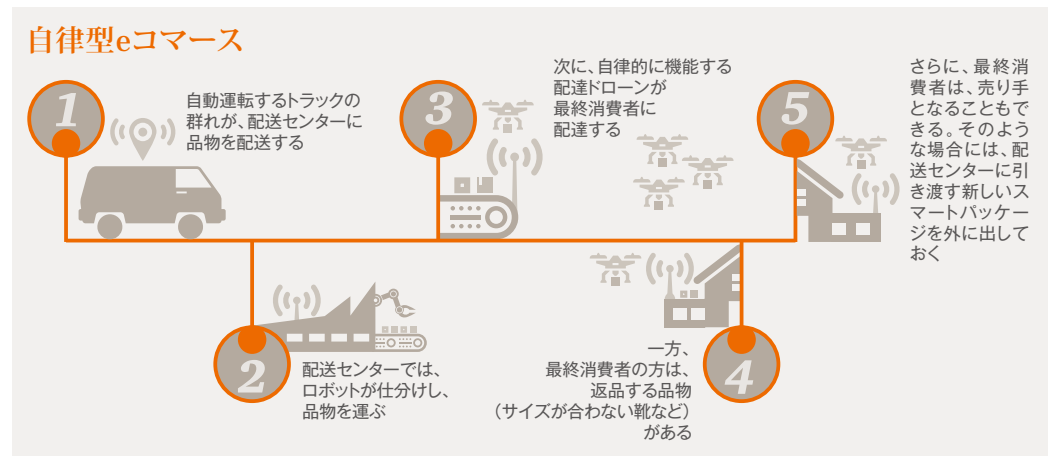 自律型eコマース
1
自動運転するトラックの
群れが、配送センターに
品物を配送する
2
配送センターでは、
ロボットが仕分けし、
品物を運ぶ
3
次に、自律的に機能する
配達ドローンが
最終消費者に
配達する
4
一方、
最終消費者の方は、
返品する品物
（サイズが合わない靴など）
がある
5
さらに、最終消
費者は、売り手
となることもで
きる。そのよう
な場合には、配
送センターに引
き渡す新しいス
マートパッケー
ジを外に出して
おく